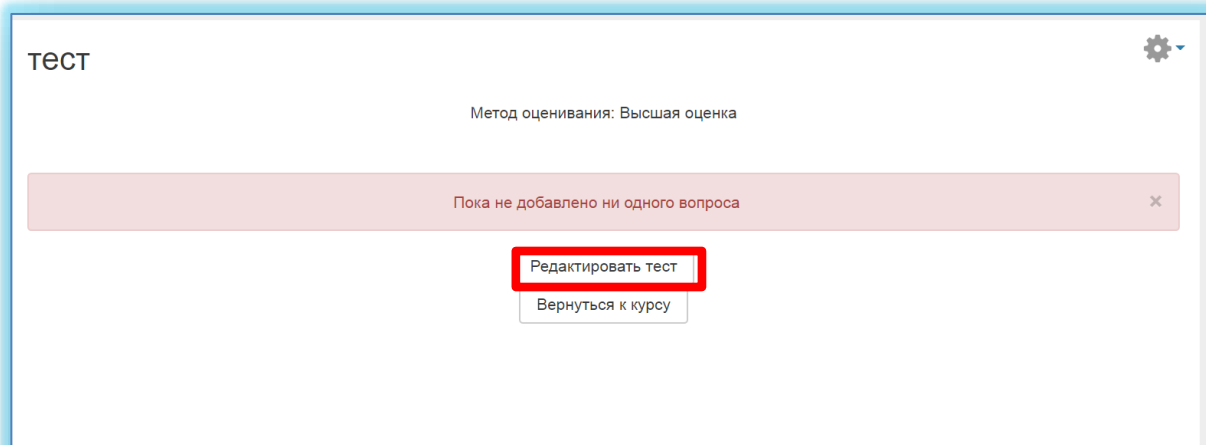 тест
Метод оценивания: Высшая оценка
Пока не добавлено ни одного вопроса
×
Редактировать тест
Вернуться к курсу